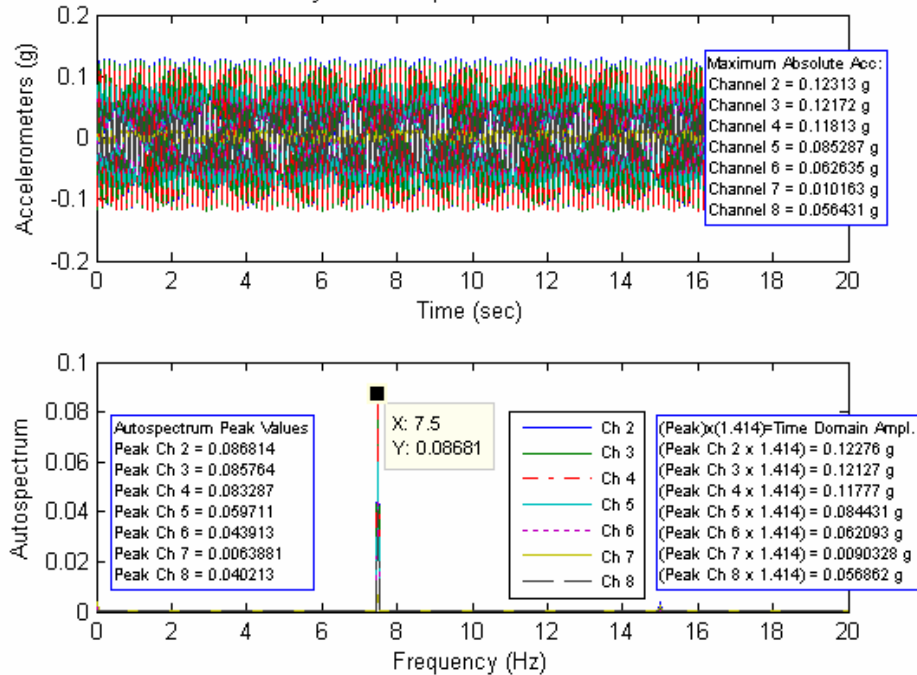 0.2
0.1
0
-0.1
-0.2
Accelerometers (g)
Maximum Absolute Acc:
Channel 2 = 0.12313 g
Channel 3 = 0.12172 g
Channel 4 = 0.11813 g
Channel 5 = 0.085287 g
Channel 6 = 0.062635 g
Channel 7 = 0.010163 g
Channel 8 = 0.056431 g
0 2 4 6 8 10 12 14 16 18 20
Time (sec)
0.1
0.08
0.06
0.04
0.02
0
Autospectrum
Autospectrum Peak Values
Peak Ch 2 = 0.086814
Peak Ch 3 = 0.085764
Peak Ch 4 = 0.083287
Peak Ch 5 = 0.059711
Peak Ch 6 = 0.043913
Peak Ch 7 = 0.0063881
Peak Ch 8 = 0.040213
X: 7.5
Y: 0.08681
Ch 2
Ch 3
Ch 4
Ch 5
Ch 6
Ch 7
Ch 8
(Peak)x(1.414)=Time Domain Ampl.
(Peak Ch 2 x 1.414) = 0.12276 g
(Peak Ch 3 x 1.414) = 0.12127 g
(Peak Ch 4 x 1.414) = 0.11777 g
(Peak Ch 5 x 1.414) = 0.084431 g
(Peak Ch 6 x 1.414) = 0.062093 g
(Peak Ch 7 x 1.414) = 0.0090328 g
(Peak Ch 8 x 1.414) = 0.056862 g
0 2 4 6 8 10 12 14 16 18 20
Frequency (Hz)